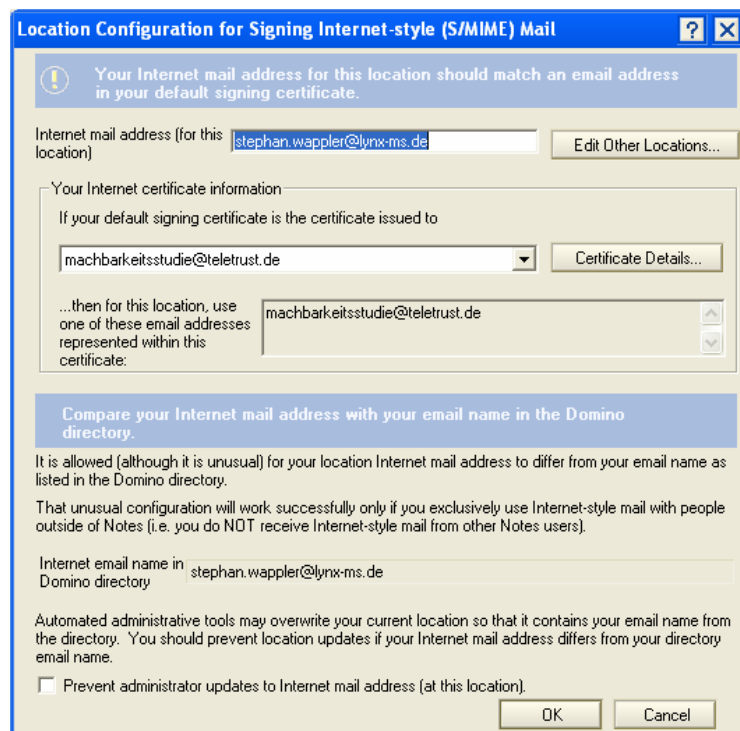 Location Configuration for Signing Internet-style (S/MIME) Mail
Your Internet mail address for this location should match an email address
in your default signing certificate.
Internet mail address (for this
location)
stephan.wappler@lynx-ms.de
Edit Other Locations...
Your Internet certificate information
If your default signing certificate is the certificate issued to
machbarkeitsstudie@teletrust.de
Certificate Details...
...then for this location, use
one of these email addresses
represented within this
certificate:
machbarkeitsstudie@teletrust.de
Compare your Internet mail address with your email name in the Domino
directory.
It is allowed (although it is unusual) for your location Internet mail address to differ from your email name as
listed in the Domino directory.
That unusual configuration will work successfully only if you exclusively use Internet-style mail with people
outside of Notes (i.e. you do NOT receive Internet-style mail from other Notes users).
Internet email name in
Domino directory
stephan.wappler@lynx-ms.de
Automated administrative tools may overwrite your current location so that it contains your email name from
the directory. You should prevent location updates if your Internet mail address differs from your directory
email name.
Prevent administrator updates to Internet mail address (at this location).
OK
Cancel